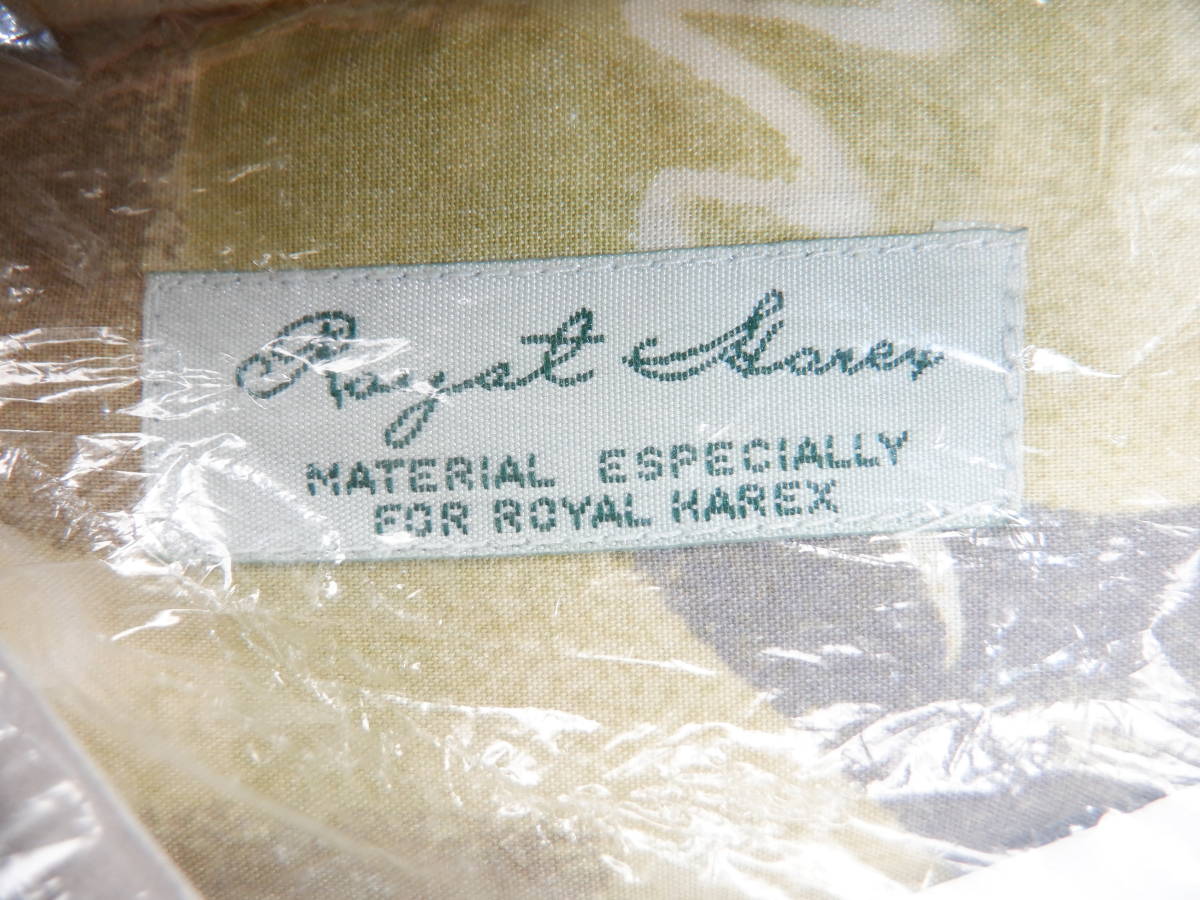 Royal Harex
MATERIAL ESPECIALLY
FOR ROYAL HAREX